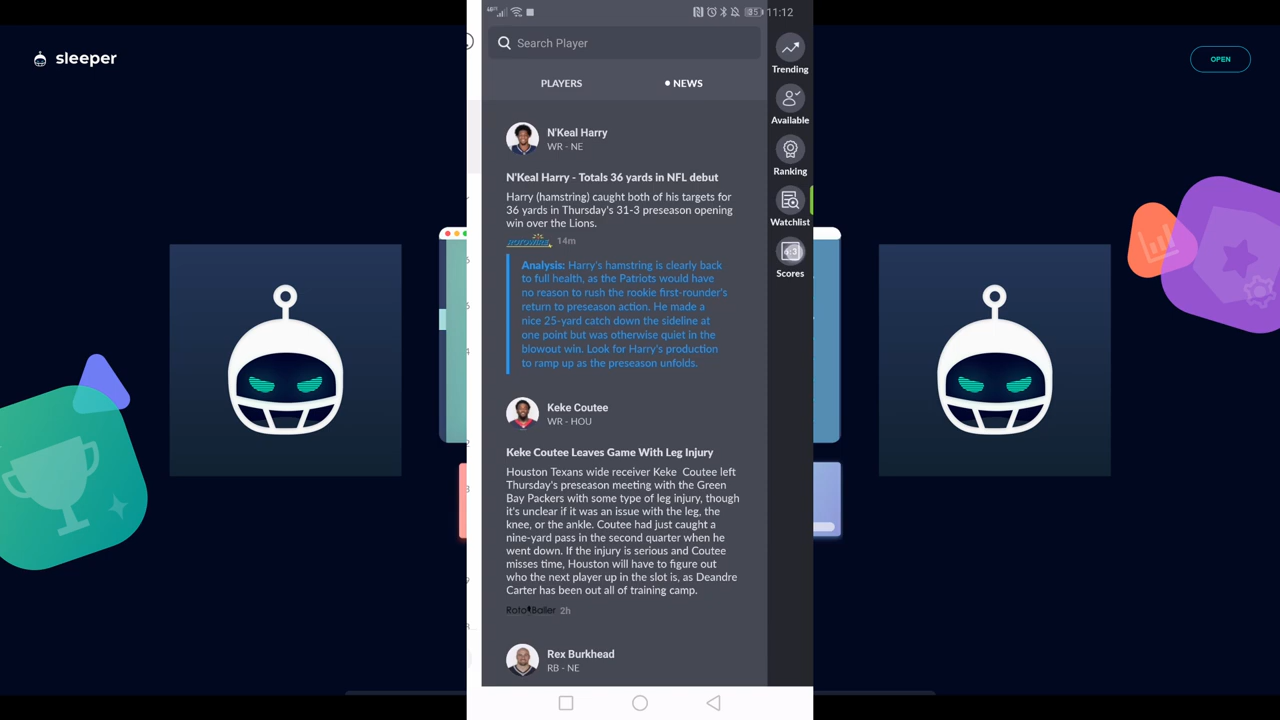 sleeper
OPEN
11:12
Search Player
PLAYERS
NEWS
Trending
Available
Ranking
Watchlist
Scores
N'Keal Harry
WR - NE
N'Keal Harry - Totals 36 yards in NFL debut
Harry (hamstring) caught both of his targets for
36 yards in Thursday's 31-3 preseason opening
win over the Lions.
14m
Analysis: Harry's hamstring is clearly back
to full health, as the Patriots would have
no reason to rush the rookie first-rounder's
return to preseason action. He made a
nice 25-yard catch down the sideline at
one point but was otherwise quiet in the
blowout win. Look for Harry's production
to ramp up as the preseason unfolds.
Keke Coutee
WR - HOU
Keke Coutee Leaves Game With Leg Injury
Houston Texans wide receiver Keke Coutee left
Thursday's preseason meeting with the Green
Bay Packers with some type of leg injury, though
it's unclear if it was an issue with the leg, the
knee, or the ankle. Coutee had just caught a
nine-yard pass in the second quarter when he
went down. If the injury is serious and Coutee
misses time, Houston will have to figure out
who the next player up in the slot is, as Deandre
Carter has been out all of training camp.
RotoBaller 2h
Rex Burkhead
RB - NE